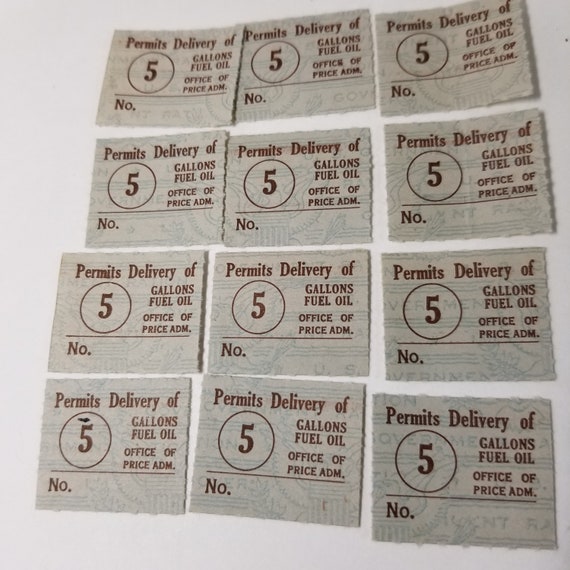 Permits Delivery of
5
GALLONS
FUEL OIL
OFFICE OF
PRICE ADM.
No.
Permits Delivery of
5
GALLONS
FUEL OIL
OFFICE OF
PRICE ADM.
No.
Permits Delivery of
5
GALLONS
FUEL OIL
OFFICE OF
PRICE ADM.
No.
Permits Delivery of
5
GALLONS
FUEL OIL
OFFICE OF
PRICE ADM.
No.
Permits Delivery of
5
GALLONS
FUEL OIL
OFFICE OF
PRICE ADM.
No.
Permits Delivery of
5
GALLONS
FUEL OIL
OFFICE OF
PRICE ADM.
No.
Permits Delivery of
5
GALLONS
FUEL OIL
OFFICE OF
PRICE ADM.
No.
Permits Delivery of
5
GALLONS
FUEL OIL
OFFICE OF
PRICE ADM.
No.
Permits Delivery of
5
GALLONS
FUEL OIL
OFFICE OF
PRICE ADM.
No.
Permits Delivery of
5
GALLONS
FUEL OIL
OFFICE OF
PRICE ADM.
No.
Permits Delivery of
5
GALLONS
FUEL OIL
OFFICE OF
PRICE ADM.
No.
Permits Delivery of
5
GALLONS
FUEL OIL
OFFICE OF
PRICE ADM.
No.